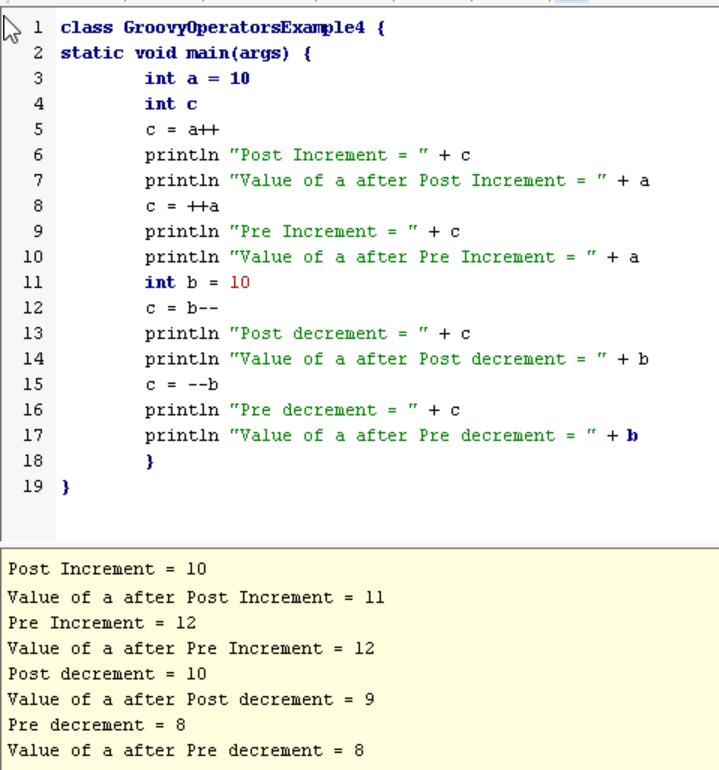 1 class GroovyOperatorsExample4 {
2 static void main(args) {
3 int a = 10
4 int c
5 c = a++
6 println "Post Increment = " + c
7 println "Value of a after Post Increment = " + a
8 c = ++a
9 println "Pre Increment = " + c
10 println "Value of a after Pre Increment = " + a
11 int b = 10
12 c = b--
13 println "Post decrement = " + c
14 println "Value of a after Post decrement = " + b
15 c = --b
16 println "Pre decrement = " + c
17 println "Value of a after Pre decrement = " + b
18 }
19 }
Post Increment = 10
Value of a after Post Increment = 11
Pre Increment = 12
Value of a after Pre Increment = 12
Post decrement = 10
Value of a after Post decrement = 9
Pre decrement = 8
Value of a after Pre decrement = 8